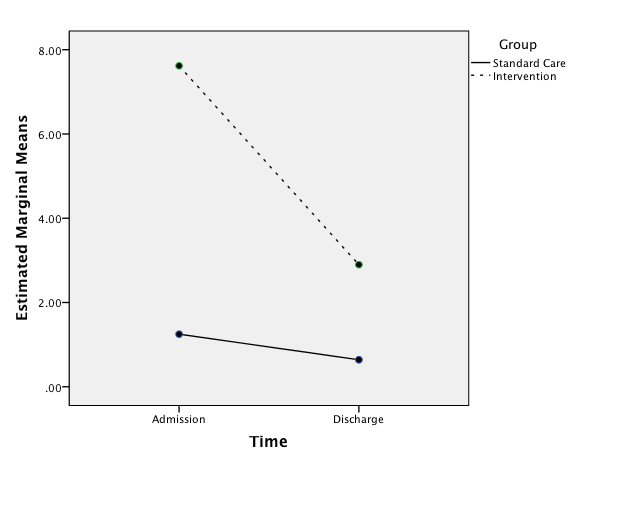 Group
Standard Care
Intervention
Estimated Marginal Means
8.00
6.00
4.00
2.00
.00
Admission
Discharge
Time